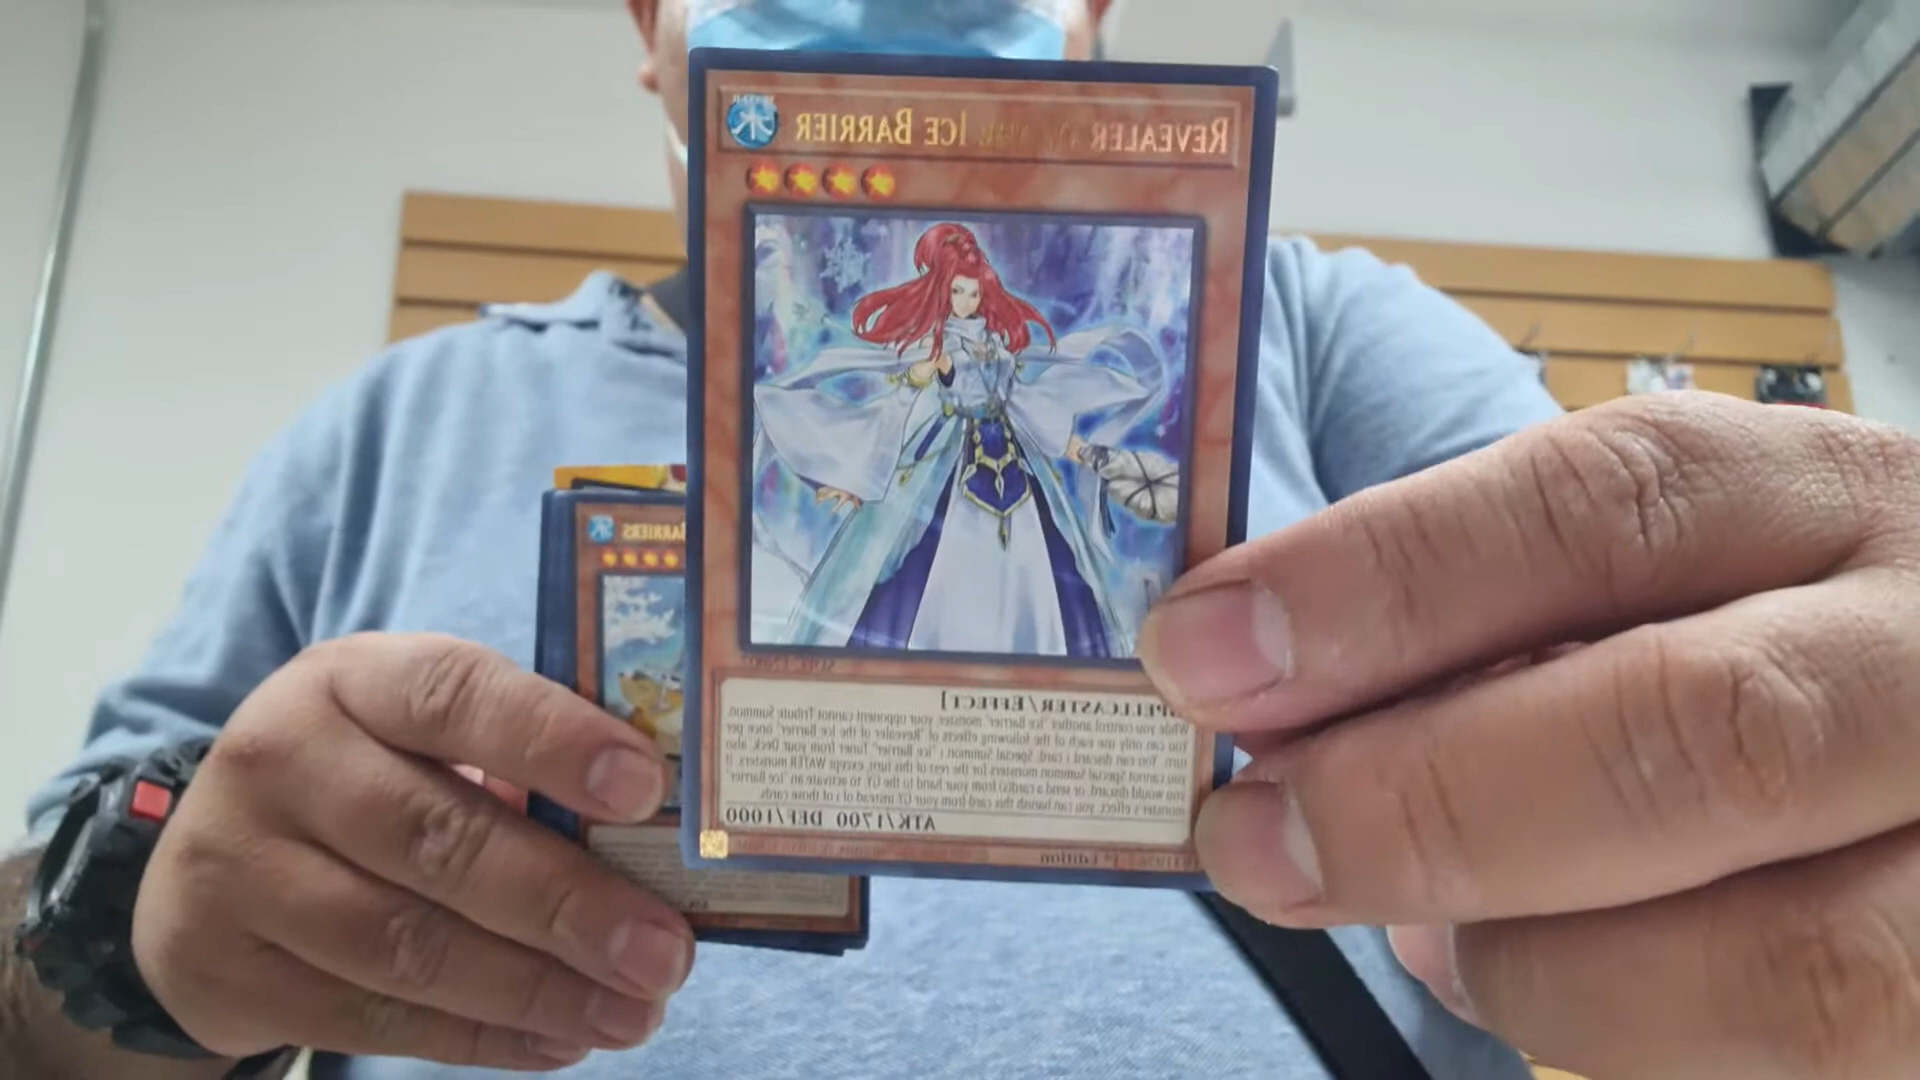 REVEALER OF THE ICE BARRIER
水
[SPELLCASTER/EFFECT]
While you control another "Ice Barrier" monster, your opponent cannot Tribute Summon.
You can only use each of the following effects of "Revealer of the Ice Barrier" once per
turn. You can discard 1 card; Special Summon 1 "Ice Barrier" Tuner from your Deck, also
you cannot Special Summon monsters for the rest of this turn, except WATER monsters. If
you would discard, or send a card(s) from your hand to the GY, to activate an "Ice Barrier"
monster's effect, you can banish this card from your GY instead of 1 of those cards.
ATK/1700 DEF/1000
1st Edition
BARRIERS
水